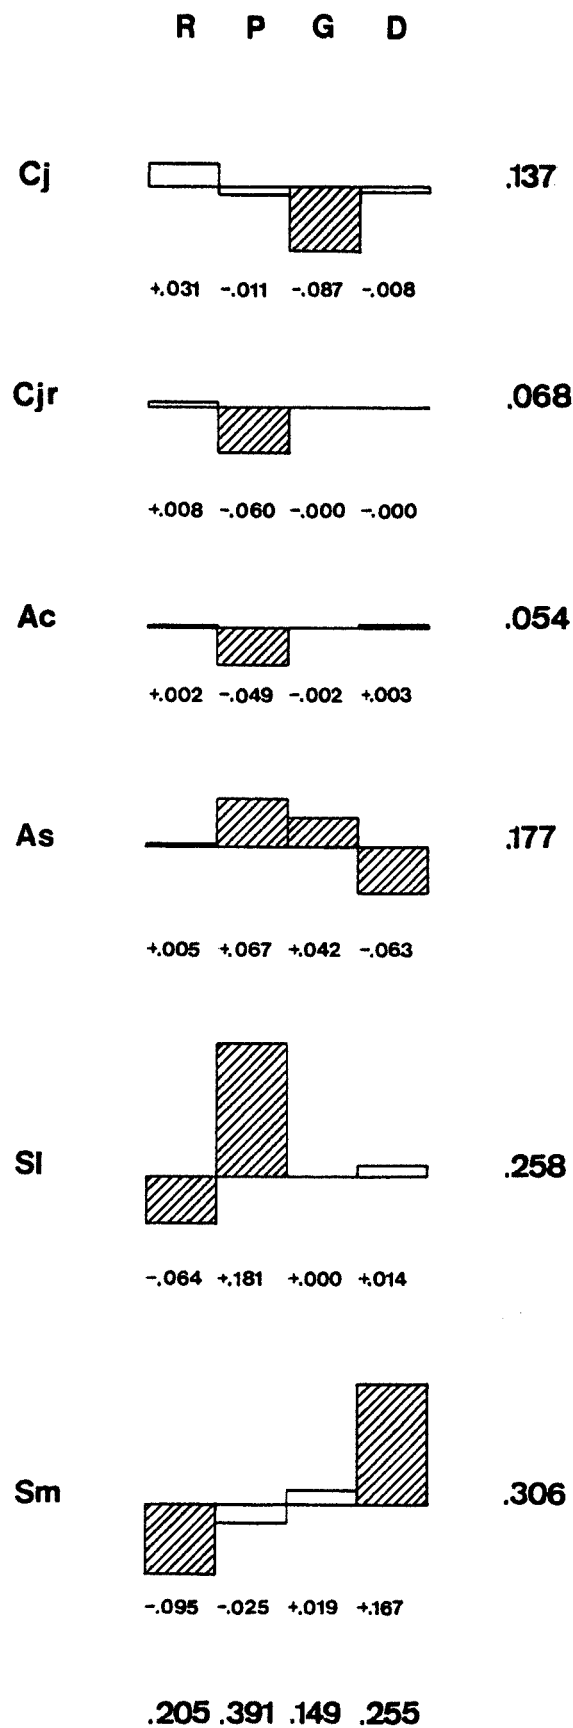 R P G D
Cj .137
+.031 -.011 -.087 -.008
Cjr .068
+.008 -.060 -.000 -.000
Ac .054
+.002 -.049 -.002 +.003
As .177
+.005 +.067 +.042 -.063
Sl .258
-.064 +.181 +.000 +.014
Sm .306
-.095 -.025 +.019 +.167
.205 .391 .149 .255